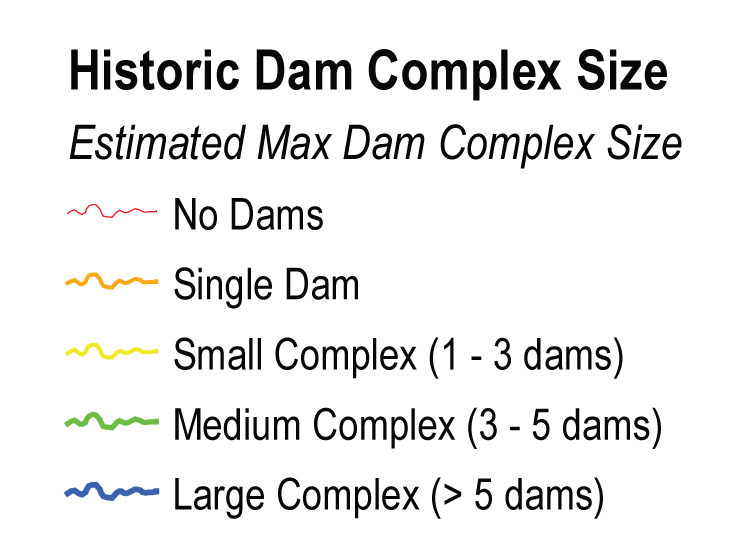 Historic Dam Complex Size
Estimated Max Dam Complex Size
No Dams
Single Dam
Small Complex (1 - 3 dams)
Medium Complex (3 - 5 dams)
Large Complex (> 5 dams)